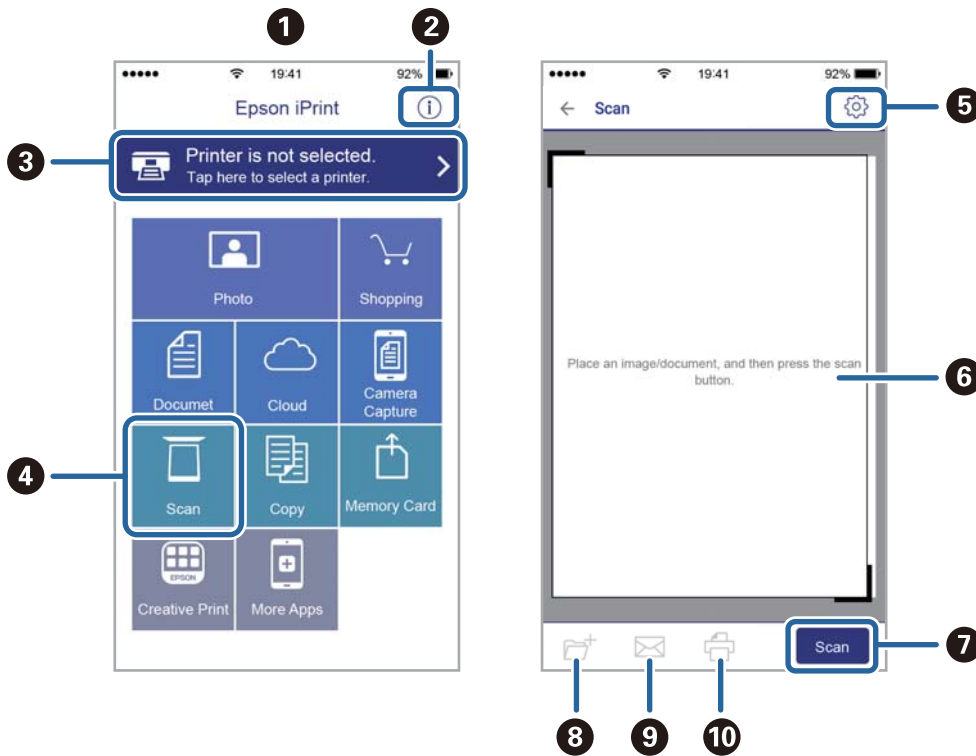 1
2
19:41
92%
Epson iPrint
i
3
Printer is not selected.
Tap here to select a printer.
Photo
Shopping
Documet
Cloud
Camera
Capture
4
Scan
Copy
Memory Card
EPSON
Creative Print
More Apps
19:41
92%
Scan
5
Place an image/document, and then press the scan
button.
6
Scan
7
8
9
10